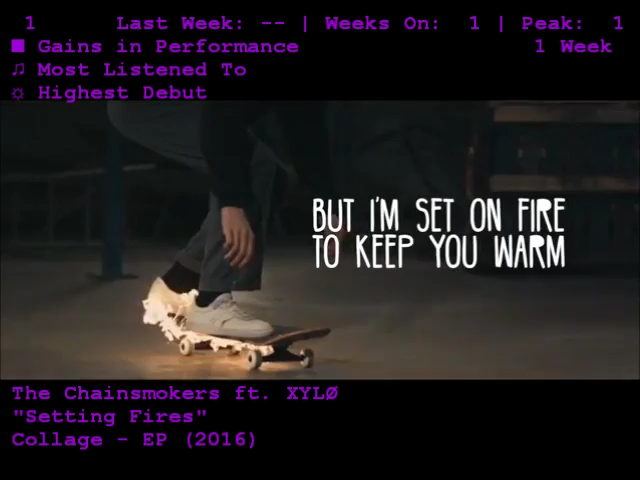 1 Last Week: -- | Weeks On: 1 | Peak: 1
■ Gains in Performance 1 Week
♫ Most Listened To
☼ Highest Debut
BUT I'M SET ON FIRE
TO KEEP YOU WARM
The Chainsmokers ft. XYLØ
"Setting Fires"
Collage - EP (2016)